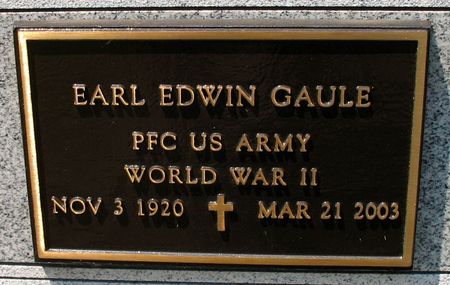 EARL EDWIN GAULE
PFC US ARMY
WORLD WAR II
NOV 3 1920 MAR 21 2003